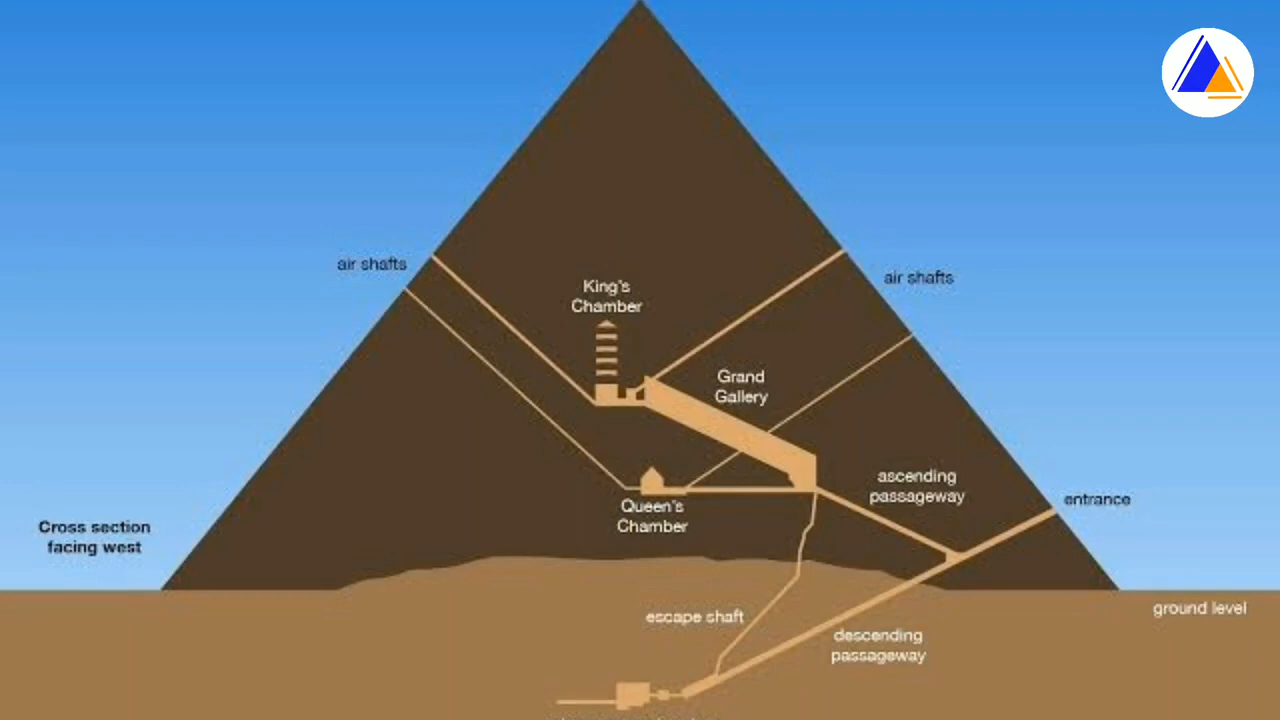 air shafts
King's
Chamber
air shafts
Grand
Gallery
ascending
passageway
entrance
Queen's
Chamber
Cross section
facing west
ground level
escape shaft
descending
passageway